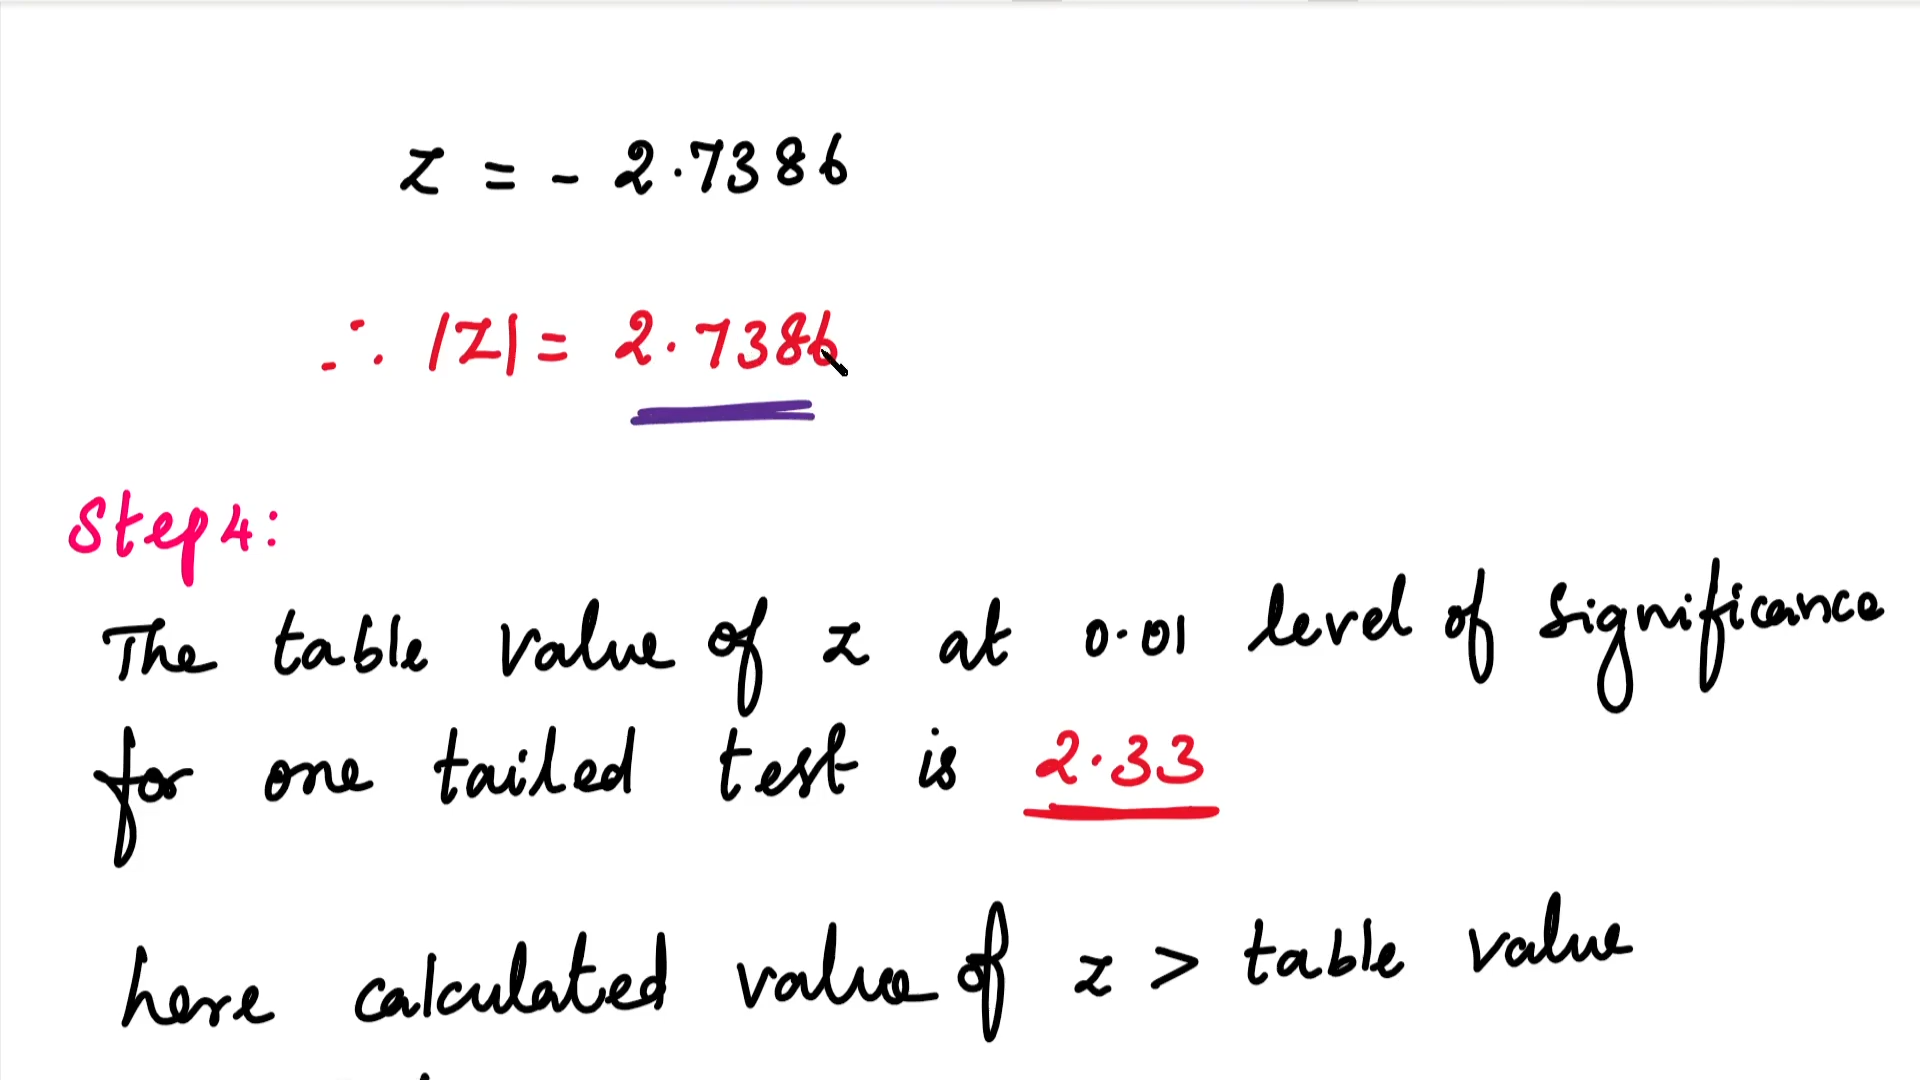 z = - 2.7386
∴ |Z| = 2.7386
Step 4:
The table value of z at 0.01 level of significance
for one tailed test is 2.33
here calculated value of z > table value